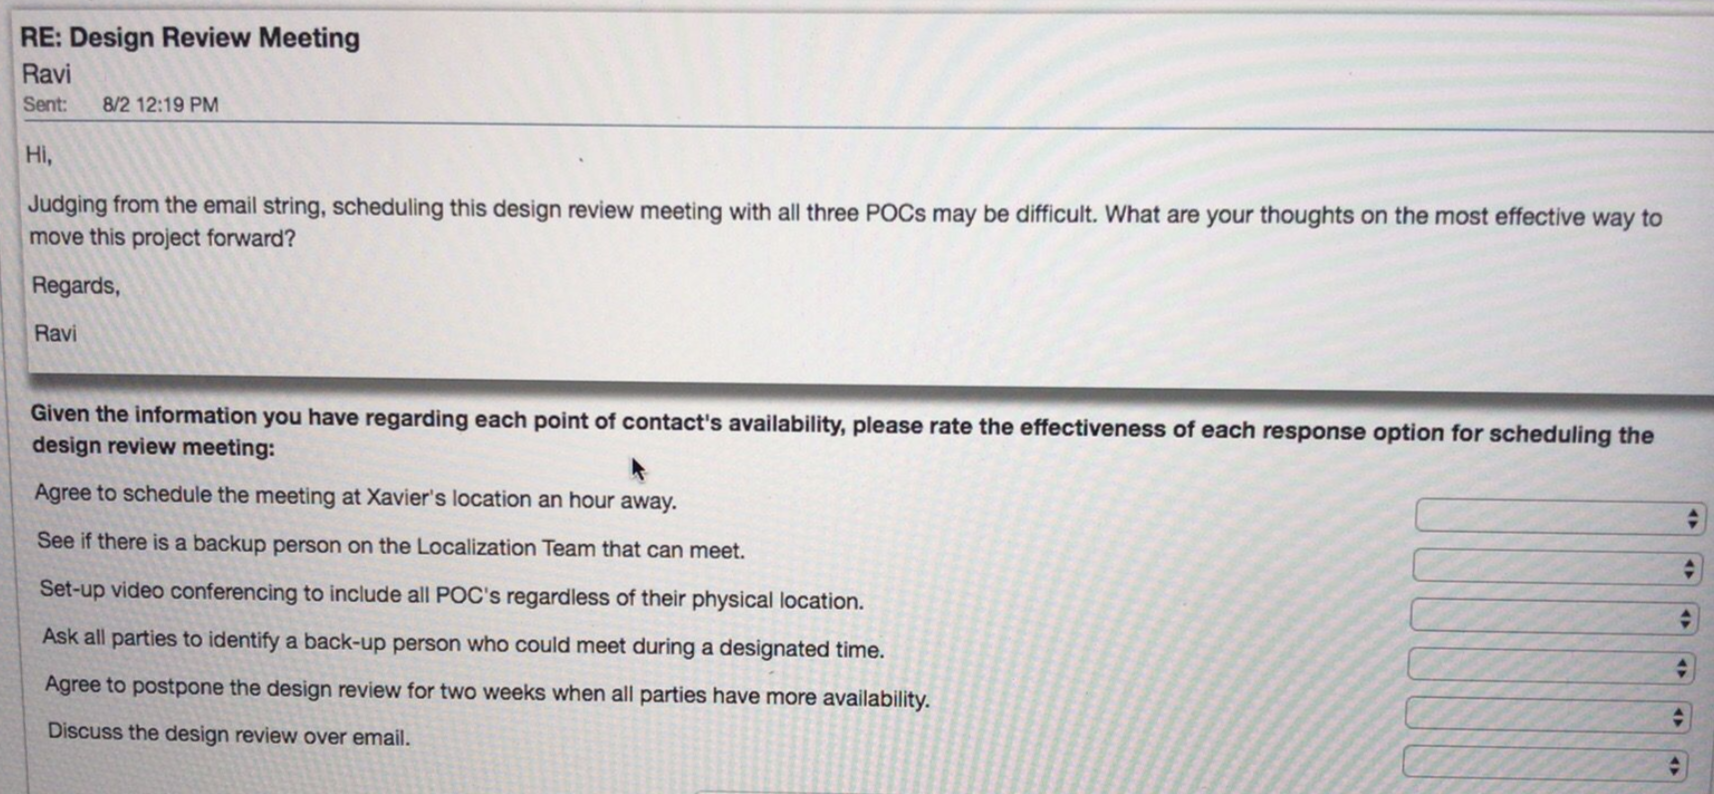 RE: Design Review Meeting
Ravi
Sent: 8/2 12:19 PM
Hi,
Judging from the email string, scheduling this design review meeting with all three POCs may be difficult. What are your thoughts on the most effective way to
move this project forward?
Regards,
Ravi
Given the information you have regarding each point of contact's availability, please rate the effectiveness of each response option for scheduling the
design review meeting:
Agree to schedule the meeting at Xavier's location an hour away.
See if there is a backup person on the Localization Team that can meet.
Set-up video conferencing to include all POC's regardless of their physical location.
Ask all parties to identify a back-up person who could meet during a designated time.
Agree to postpone the design review for two weeks when all parties have more availability.
Discuss the design review over email.